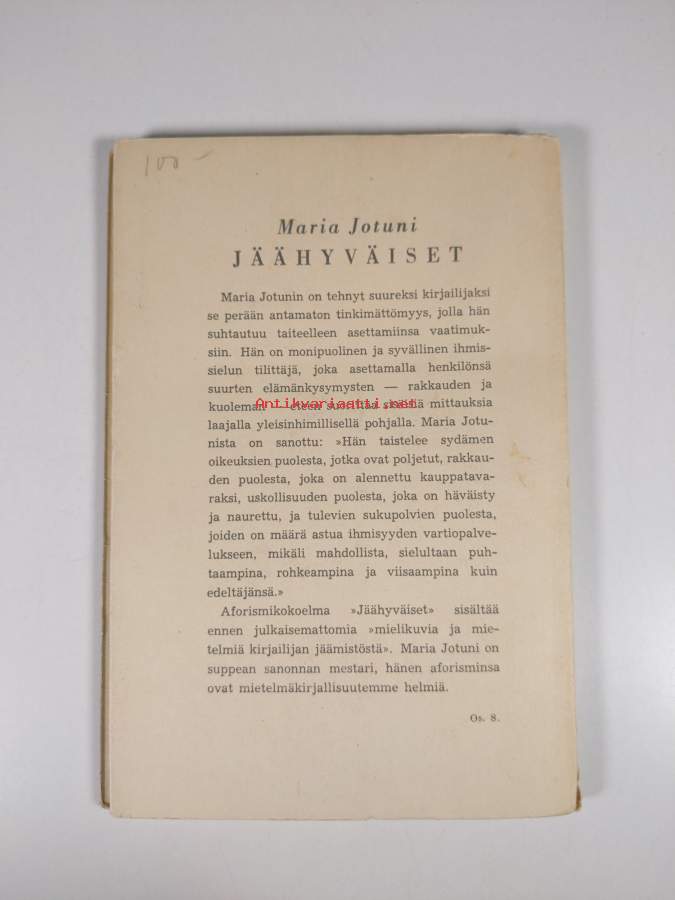 100 -
Maria Jotuni
JÄÄHYVÄISET
Maria Jotunin on tehnyt suureksi kirjailijaksi
se perään antamaton tinkimättömyys, jolla hän
suhtautuu taiteelleen asettamiinsa vaatimuk-
siin. Hän on monipuolinen ja syvällinen ihmis-
sielun tilittäjä, joka asettamalla henkilönsä
suurten elämänkysymysten — rakkauden ja
Antikvariaatti.net
kuoleman — eteen suorittaa mittauksia
laajalla yleisinhimillisellä pohjalla. Maria Jotu-
nista on sanottu: »Hän taistelee sydämen
oikeuksien puolesta, jotka ovat poljetut, rakkau-
den puolesta, joka on alennettu kauppatava-
raksi, uskollisuuden puolesta, joka on häväisty
ja naurettu, ja tulevien sukupolvien puolesta,
joiden on määrä astua ihmisyyden vartiopalve-
lukseen, mikäli mahdollista, sielultaan puh-
taampina, rohkeampina ja viisaampina kuin
edeltäjänsä.»
Aforismikokoelma »Jäähyväiset» sisältää
ennen julkaisemattomia »mielikuvia ja mie-
telmiä kirjailijan jäämistöstä». Maria Jotuni on
suppean sanonnan mestari, hänen aforisminsa
ovat mietelmäkirjallisuutemme helmiä.
Os. 8.